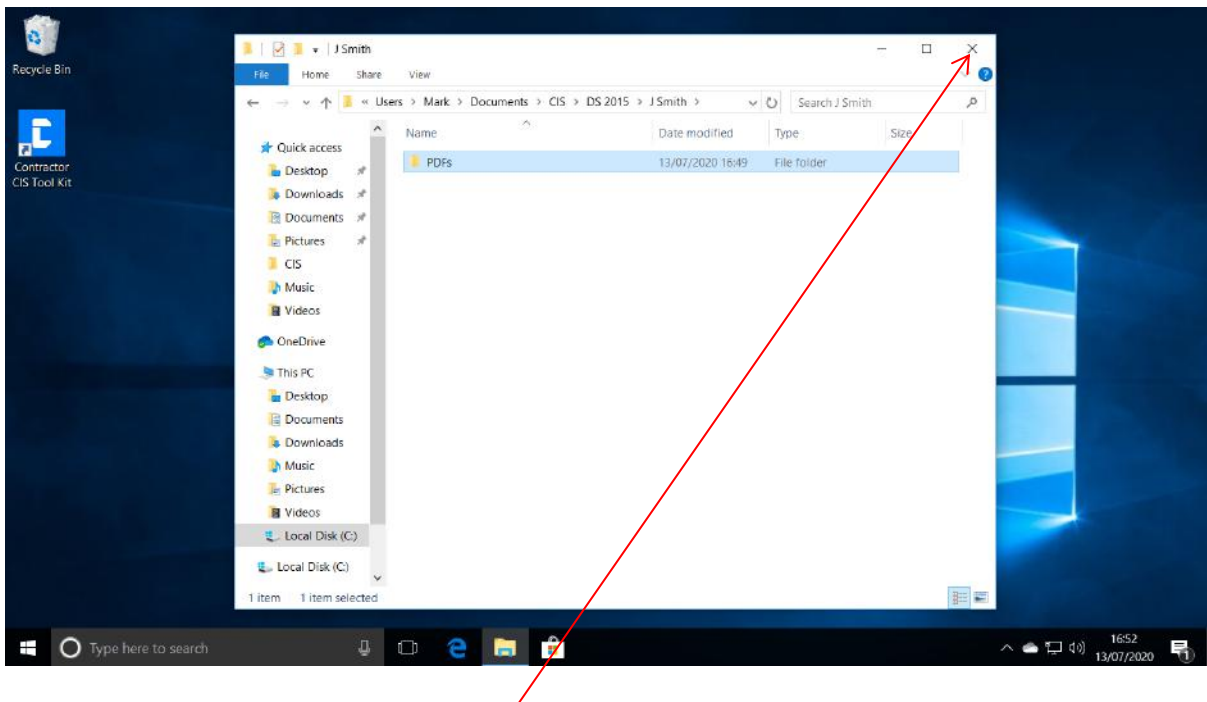 Recycle Bin
Contractor
CIS Tool Kit
J Smith
File Home Share View
« Users > Mark > Documents > CIS > DS 2015 > J Smith >
Search J Smith
Name Date modified Type Size
PDFs 13/07/2020 16:49 File folder
Quick access
Desktop
Downloads
Documents
Pictures
CIS
Music
Videos
OneDrive
This PC
Desktop
Documents
Downloads
Music
Pictures
Videos
Local Disk (C:)
Local Disk (C:)
1 item 1 item selected
Type here to search
16:52
13/07/2020
1